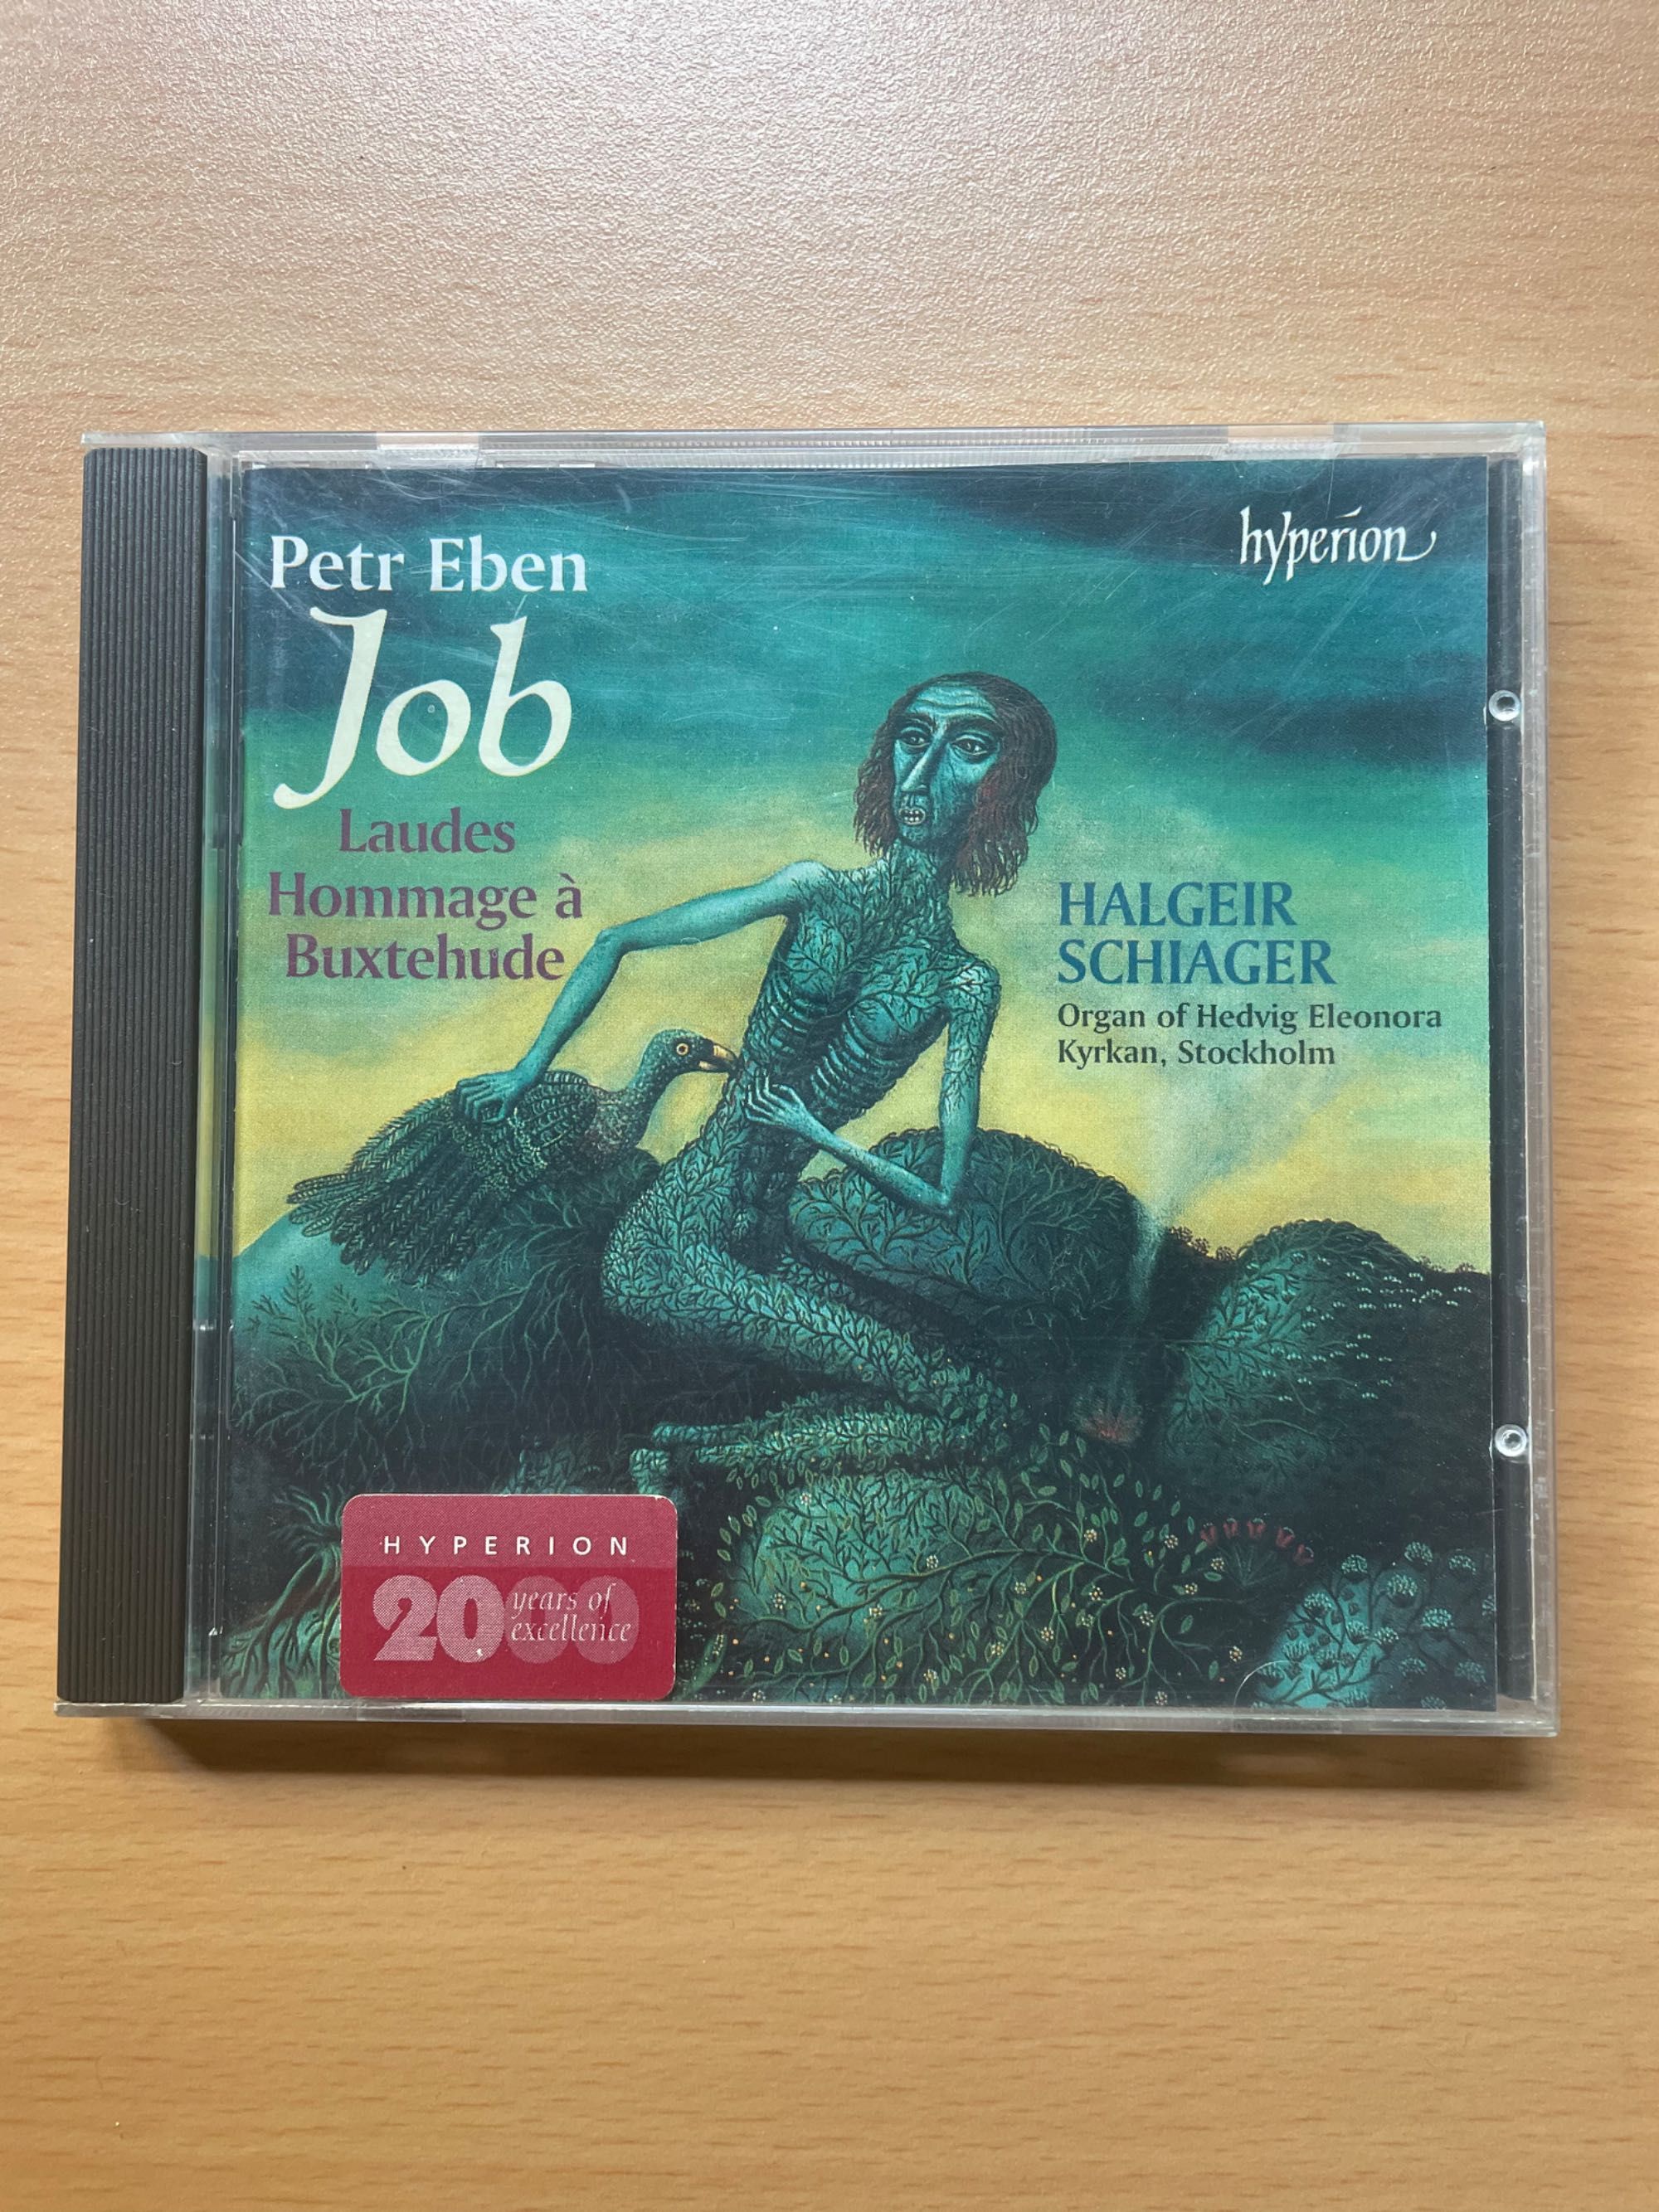 Petr Eben
Job
Laudes
Hommage à
Buxtehude
hyperion
HALGEIR
SCHIAGER
Organ of Hedvig Eleonora
Kyrkan, Stockholm
HYPERION
2000
years of
excellence